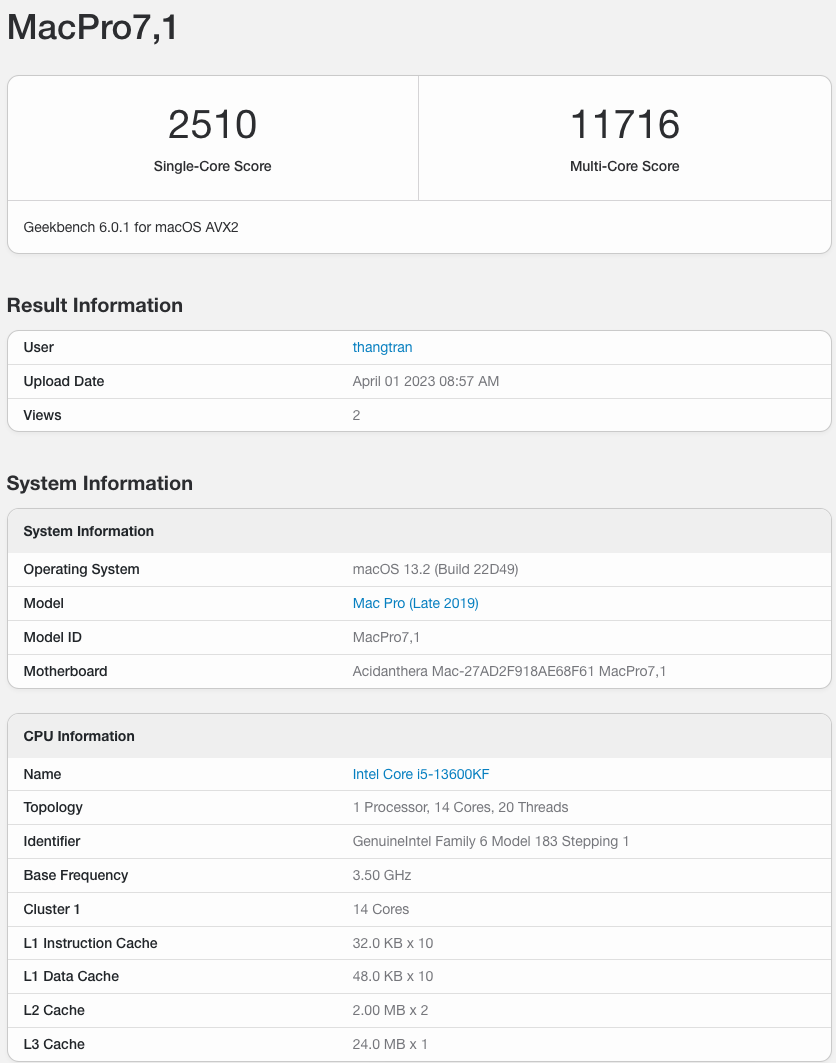 MacPro7,1
2510 11716
Single-Core Score Multi-Core Score
Geekbench 6.0.1 for macOS AVX2
Result Information
User thangtran
Upload Date April 01 2023 08:57 AM
Views 2
System Information
System Information
Operating System macOS 13.2 (Build 22D49)
Model Mac Pro (Late 2019)
Model ID MacPro7,1
Motherboard Acidanthera Mac-27AD2F918AE68F61 MacPro7,1
CPU Information
Name Intel Core i5-13600KF
Topology 1 Processor, 14 Cores, 20 Threads
Identifier GenuineIntel Family 6 Model 183 Stepping 1
Base Frequency 3.50 GHz
Cluster 1 14 Cores
L1 Instruction Cache 32.0 KB x 10
L1 Data Cache 48.0 KB x 10
L2 Cache 2.00 MB x 2
L3 Cache 24.0 MB x 1